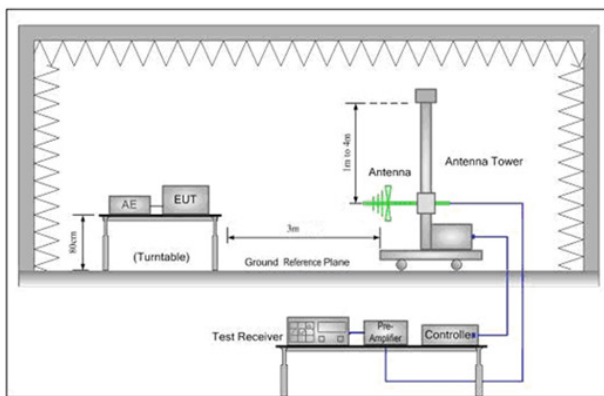 1m to 4m
Antenna
Antenna Tower
AE
EUT
80cm
(Turntable)
3m
Ground Reference Plane
Test Receiver
Pre-
Amplifier
Controller